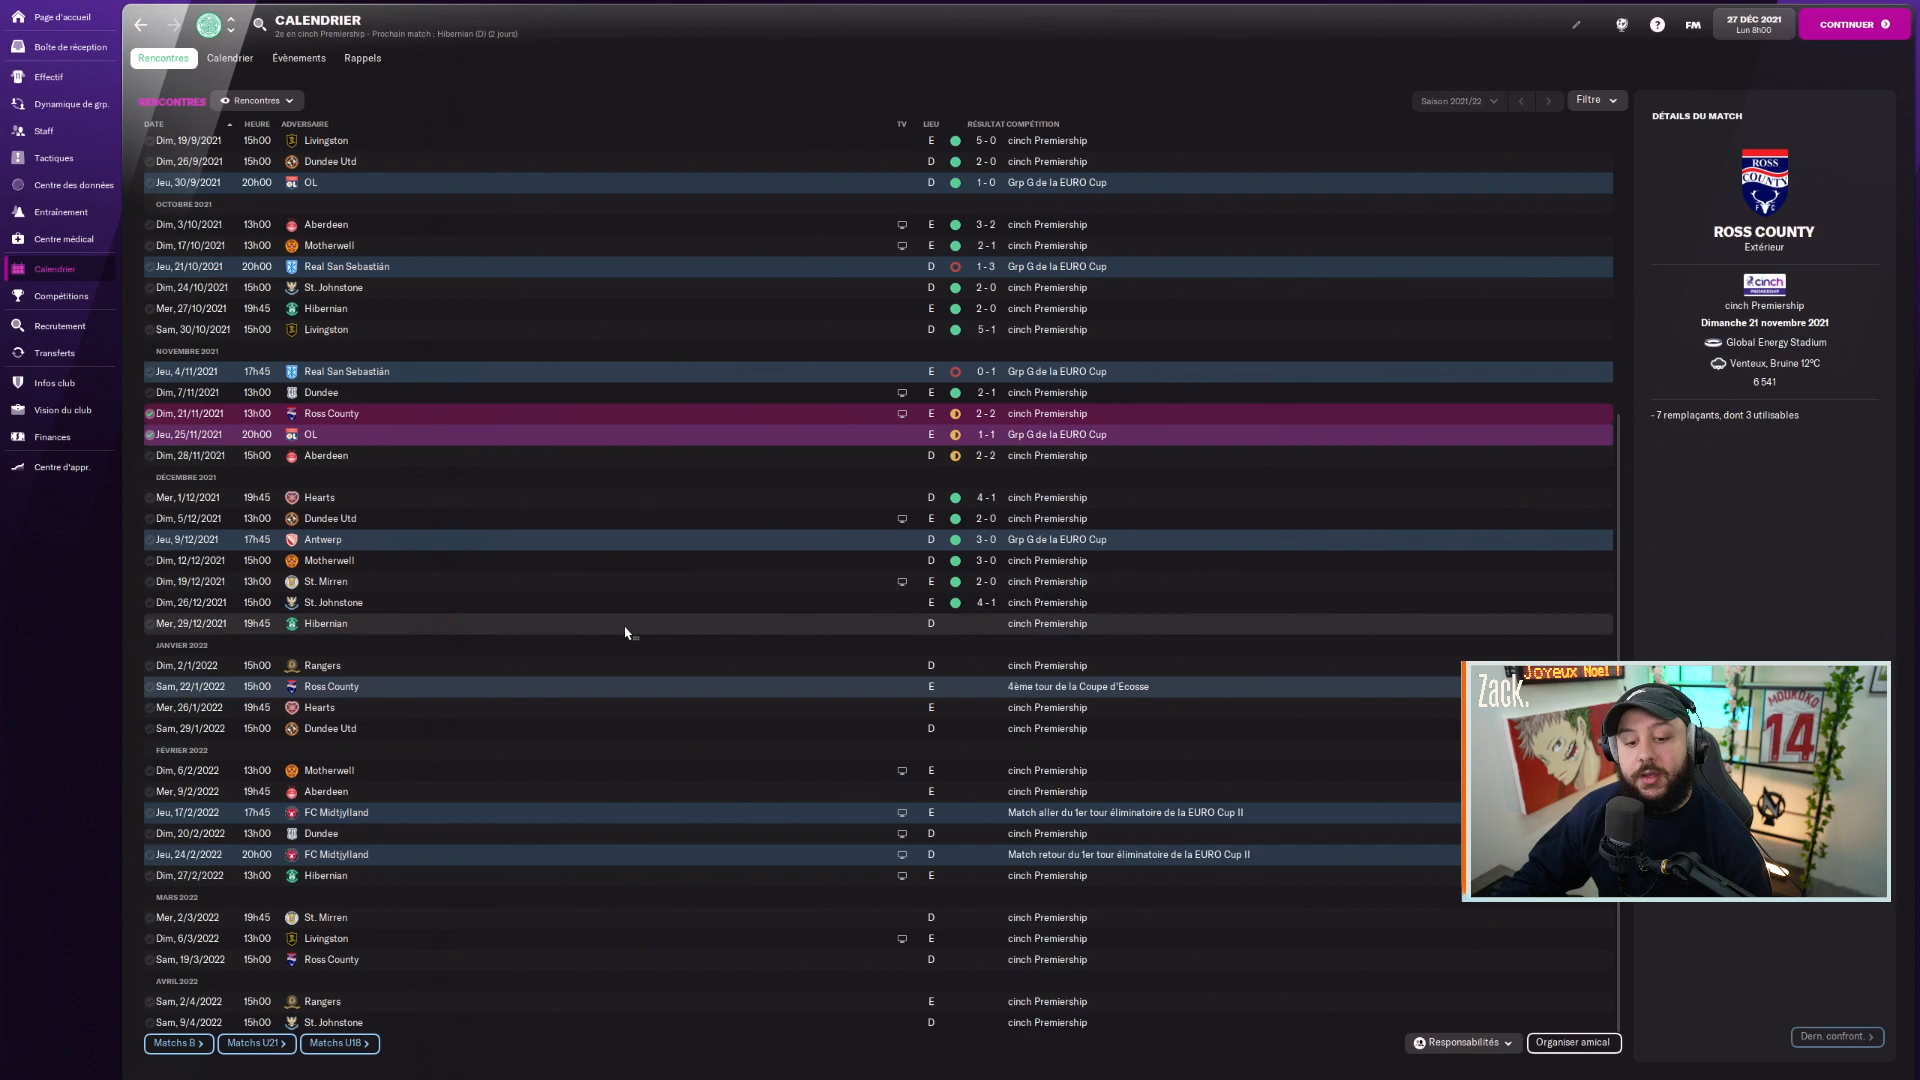 Page d'accueil
Boîte de réception
Effectif
Dynamique de grp.
Staff
Tactiques
Centre des données
Entraînement
Centre médical
Calendrier
Compétitions
Recrutement
Transferts
Infos club
Vision du club
Finances
Centre d'appr.
CALENDRIER
2e en cinch Premiership - Prochain match : Hibernian (D) (2 jours)
FM
27 DÉC 2021
Lun 8h00
CONTINUER
Rencontres Calendrier Évènements Rappels
RENCONTRES Rencontres
Saison 2021/22 Filtre
DATE HEURE ADVERSAIRE TV LIEU RÉSULTAT COMPÉTITION
Dim, 19/9/2021 15h00 Livingston E 5 - 0 cinch Premiership
Dim, 26/9/2021 15h00 Dundee Utd D 2 - 0 cinch Premiership
Jeu, 30/9/2021 20h00 OL D 1 - 0 Grp G de la EURO Cup
OCTOBRE 2021
Dim, 3/10/2021 13h00 Aberdeen E 3 - 2 cinch Premiership
Dim, 17/10/2021 13h00 Motherwell E 2 - 1 cinch Premiership
Jeu, 21/10/2021 20h00 Real San Sebastián D 1 - 3 Grp G de la EURO Cup
Dim, 24/10/2021 15h00 St. Johnstone D 2 - 0 cinch Premiership
Mer, 27/10/2021 19h45 Hibernian E 2 - 0 cinch Premiership
Sam, 30/10/2021 15h00 Livingston D 5 - 1 cinch Premiership
NOVEMBRE 2021
Jeu, 4/11/2021 17h45 Real San Sebastián E 0 - 1 Grp G de la EURO Cup
Dim, 7/11/2021 13h00 Dundee E 2 - 1 cinch Premiership
Dim, 21/11/2021 13h00 Ross County E 2 - 2 cinch Premiership
Jeu, 25/11/2021 20h00 OL E 1 - 1 Grp G de la EURO Cup
Dim, 28/11/2021 15h00 Aberdeen D 2 - 2 cinch Premiership
DÉCEMBRE 2021
Mer, 1/12/2021 19h45 Hearts D 4 - 1 cinch Premiership
Dim, 5/12/2021 13h00 Dundee Utd E 2 - 0 cinch Premiership
Jeu, 9/12/2021 17h45 Antwerp D 3 - 0 Grp G de la EURO Cup
Dim, 12/12/2021 15h00 Motherwell D 3 - 0 cinch Premiership
Dim, 19/12/2021 13h00 St. Mirren E 2 - 0 cinch Premiership
Dim, 26/12/2021 15h00 St. Johnstone E 4 - 1 cinch Premiership
Mer, 29/12/2021 19h45 Hibernian D cinch Premiership
JANVIER 2022
Dim, 2/1/2022 15h00 Rangers D cinch Premiership
Sam, 22/1/2022 15h00 Ross County E 4ème tour de la Coupe d'Ecosse
Mer, 26/1/2022 19h45 Hearts E cinch Premiership
Sam, 29/1/2022 15h00 Dundee Utd D cinch Premiership
FÉVRIER 2022
Dim, 6/2/2022 13h00 Motherwell E cinch Premiership
Mer, 9/2/2022 19h45 Aberdeen E cinch Premiership
Jeu, 17/2/2022 17h45 FC Midtjylland E Match aller du 1er tour éliminatoire de la EURO Cup II
Dim, 20/2/2022 13h00 Dundee D cinch Premiership
Jeu, 24/2/2022 20h00 FC Midtjylland D Match retour du 1er tour éliminatoire de la EURO Cup II
Dim, 27/2/2022 13h00 Hibernian E cinch Premiership
MARS 2022
Mer, 2/3/2022 19h45 St. Mirren D cinch Premiership
Dim, 6/3/2022 13h00 Livingston E cinch Premiership
Sam, 19/3/2022 15h00 Ross County D cinch Premiership
AVRIL 2022
Sam, 2/4/2022 15h00 Rangers E cinch Premiership
Sam, 9/4/2022 15h00 St. Johnstone D cinch Premiership
Matchs B Matchs U21 Matchs U18
Responsabilités Organiser amical
DÉTAILS DU MATCH
ROSS
COUNTY
ROSS COUNTY
Extérieur
cinch
PREMIERSHIP
cinch Premiership
Dimanche 21 novembre 2021
Global Energy Stadium
Venteux, Bruine 12°C
6 541
- 7 remplaçants, dont 3 utilisables
Joyeux Noel !
Zack.
MOUKOKO
14
Dern. confront.